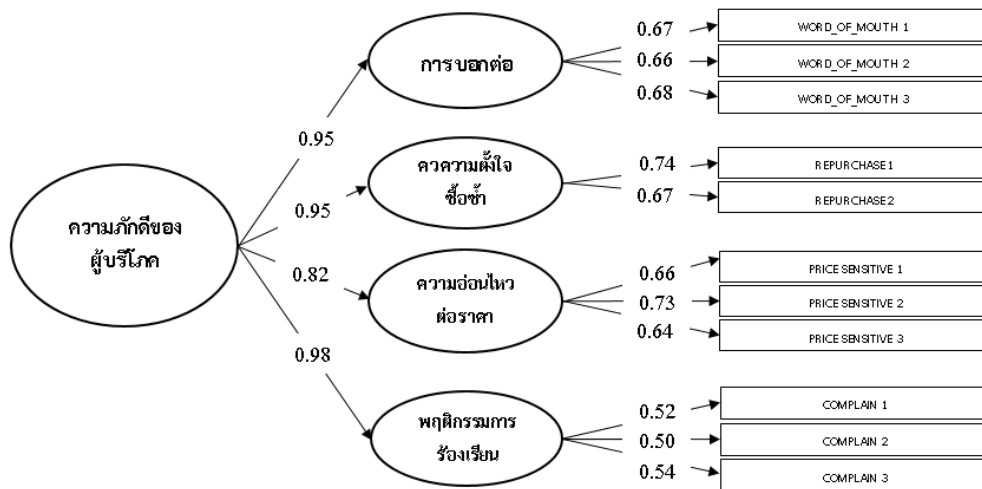 ความภักดีของ
ผู้บริโภค
0.95
0.95
0.82
0.98
การบอกต่อ
0.67
0.66
0.68
WORD_OF_MOUTH 1
WORD_OF_MOUTH 2
WORD_OF_MOUTH 3
ควความตั้งใจ
ซื้อซ้ำ
0.74
0.67
REPURCHASE1
REPURCHASE2
ความอ่อนไหว
ต่อราคา
0.66
0.73
0.64
PRICE SENSITIVE 1
PRICE SENSITIVE 2
PRICE SENSITIVE 3
พฤติกรรมการ
ร้องเรียน
0.52
0.50
0.54
COMPLAIN 1
COMPLAIN 2
COMPLAIN 3